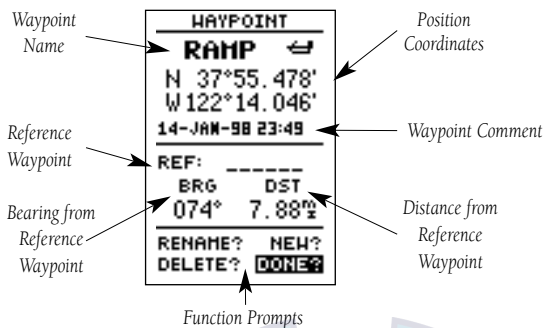 WAYPOINT
Waypoint Name
RAMP
Position Coordinates
N 37°55.478'
W 122°14.046'
14-JAN-98 23:49
Waypoint Comment
Reference Waypoint
REF: ______
BRG DST
074° 7.88
Bearing from Reference Waypoint
Distance from Reference Waypoint
RENAME? NEW?
DELETE? DONE?
Function Prompts